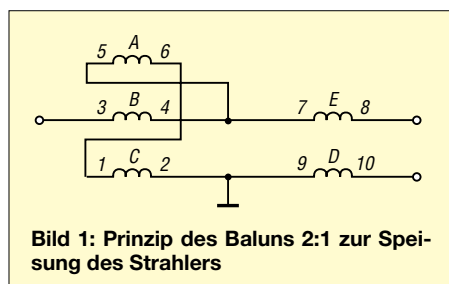 5 A 6
3 B 4 7 E 8
1 C 2 9 D 10
Bild 1: Prinzip des Baluns 2:1 zur Spei-
sung des Strahlers